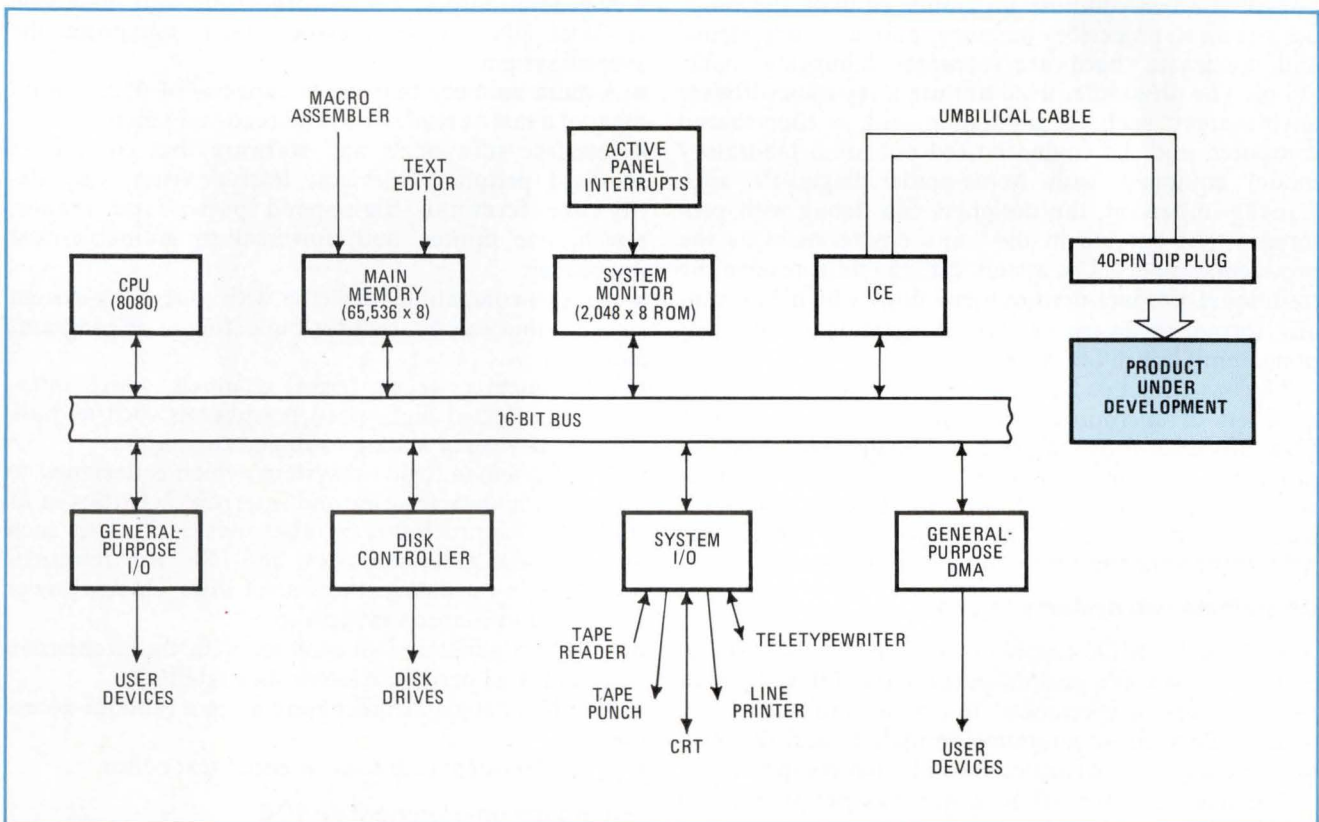 MACRO
ASSEMBLER
TEXT
EDITOR
ACTIVE
PANEL
INTERRUPTS
UMBILICAL CABLE
CPU
(8080)
MAIN
MEMORY
(65,536 x 8)
SYSTEM
MONITOR
(2,048 x 8 ROM)
ICE
40-PIN DIP PLUG
PRODUCT
UNDER
DEVELOPMENT
16-BIT BUS
GENERAL-
PURPOSE
I/O
DISK
CONTROLLER
SYSTEM
I/O
GENERAL-
PURPOSE
DMA
USER
DEVICES
DISK
DRIVES
TAPE
READER
TAPE
PUNCH
CRT
LINE
PRINTER
TELETYPEWRITER
USER
DEVICES